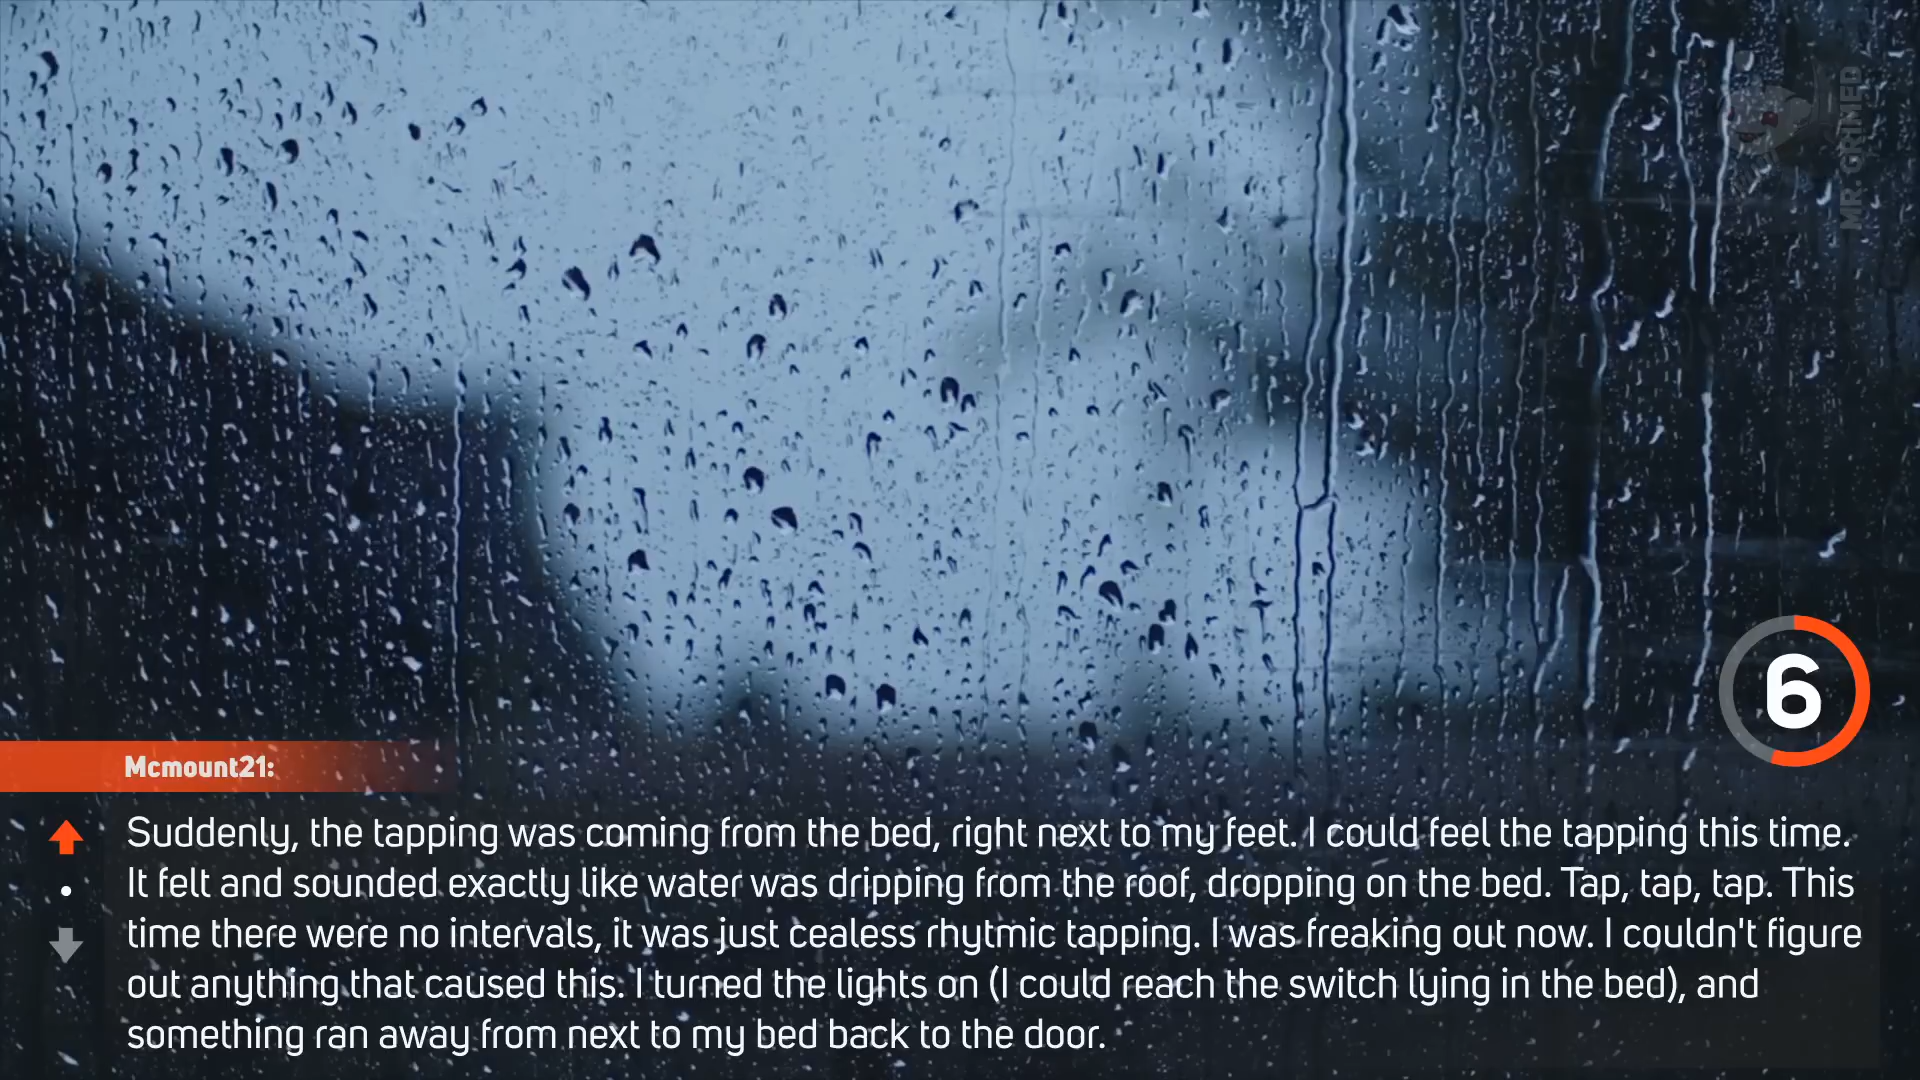 MR. GRINED
6
Mcmount21:
Suddenly, the tapping was coming from the bed, right next to my feet. I could feel the tapping this time.
It felt and sounded exactly like water was dripping from the roof, dropping on the bed. Tap, tap, tap. This
time there were no intervals, it was just cealess rhytmic tapping. I was freaking out now. I couldn't figure
out anything that caused this. I turned the lights on (I could reach the switch lying in the bed), and
something ran away from next to my bed back to the door.